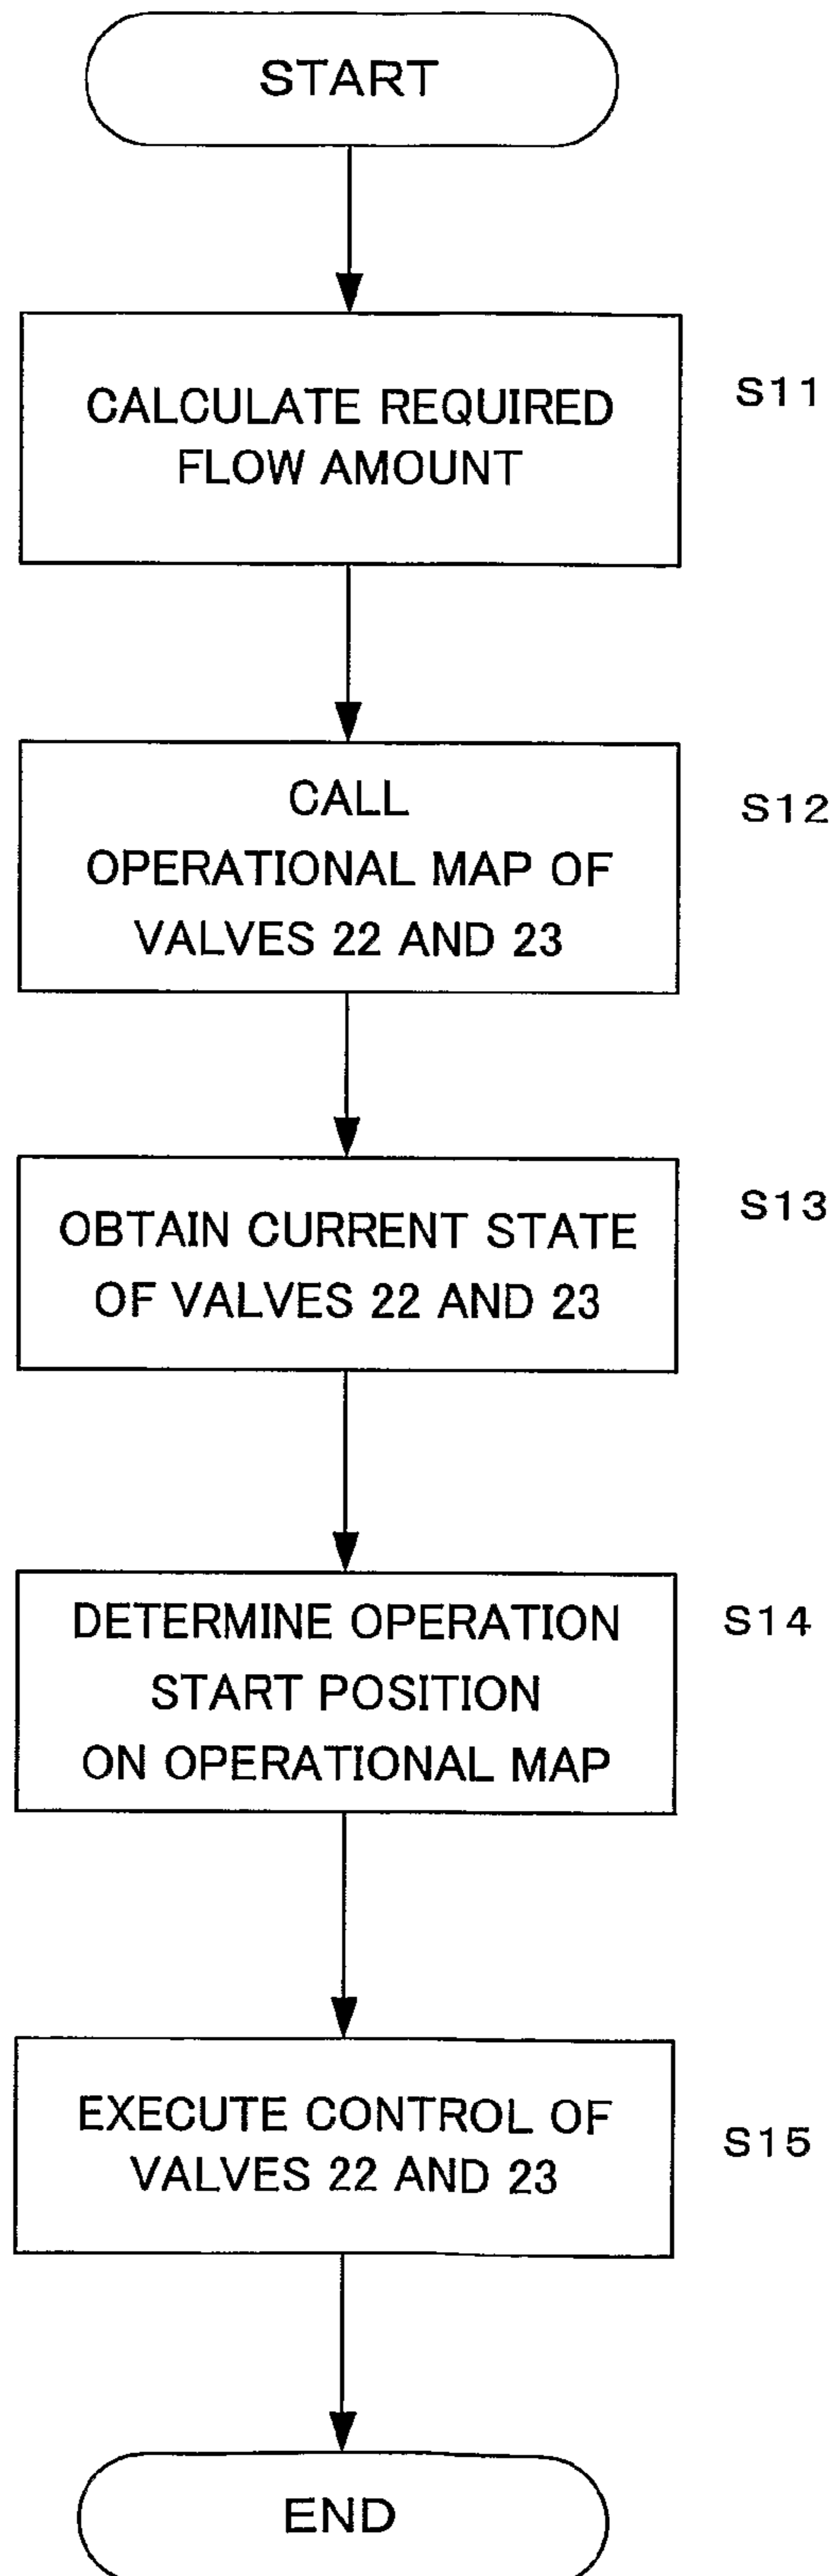 START
CALCULATE REQUIRED
FLOW AMOUNT
S11
CALL
OPERATIONAL MAP OF
VALVES 22 AND 23
S12
OBTAIN CURRENT STATE
OF VALVES 22 AND 23
S13
DETERMINE OPERATION
START POSITION
ON OPERATIONAL MAP
S14
EXECUTE CONTROL OF
VALVES 22 AND 23
S15
END